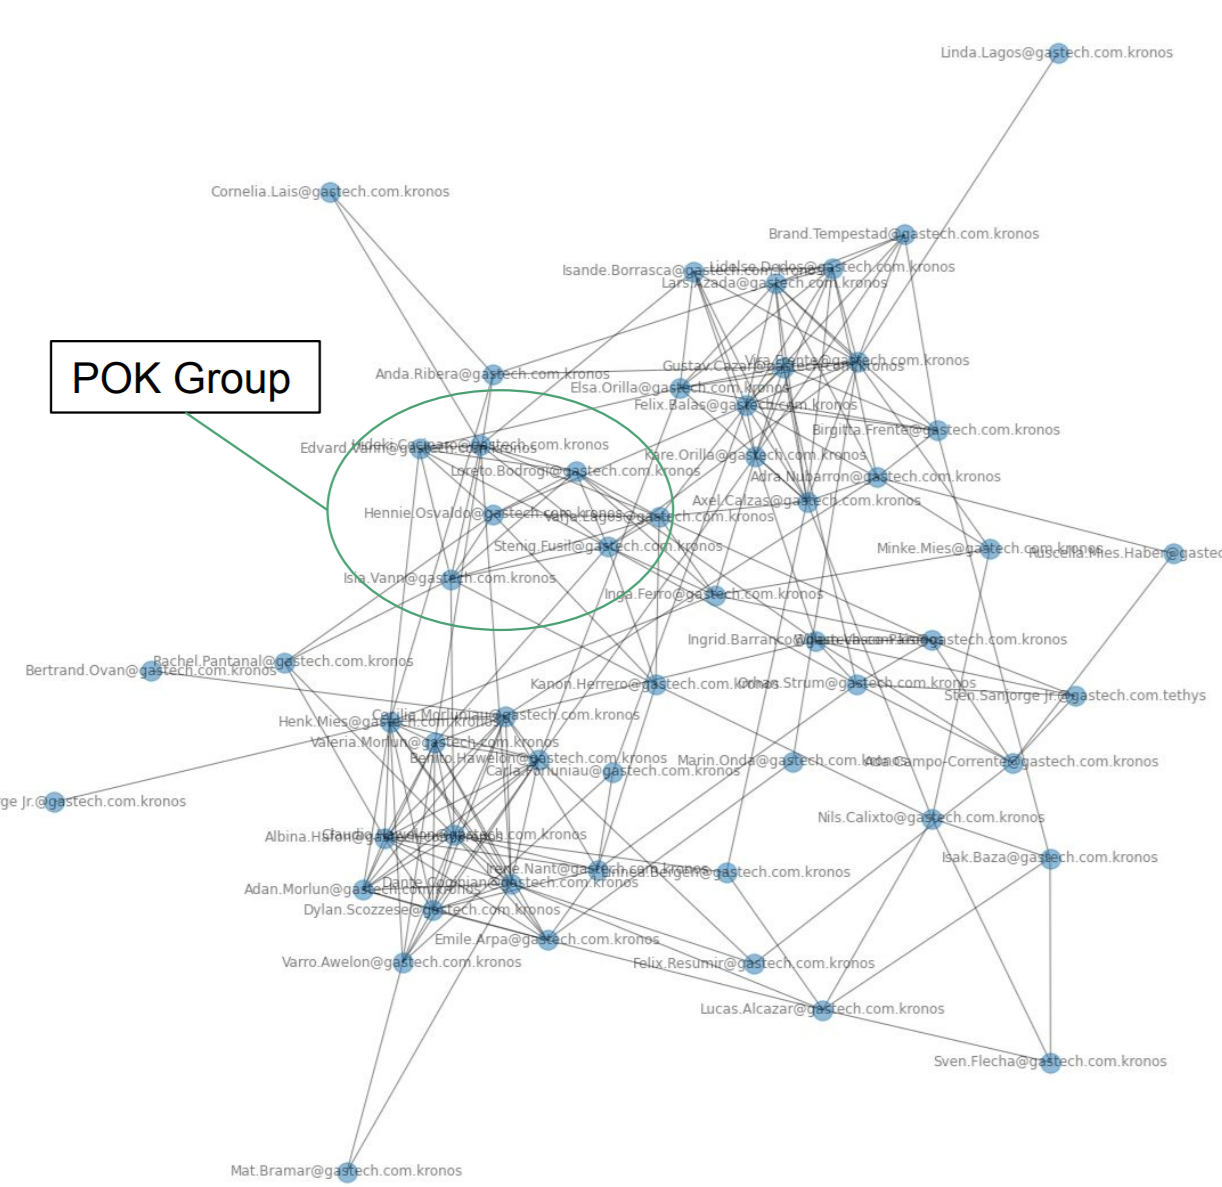 Linda.Lagos@gastech.com.kronos
Cornelia.Lais@gastech.com.kronos
Brand.Tempestad@gastech.com.kronos
Isande.Borrasca@gastech.com.kronos
Lidelse.Dedos@gastech.com.kronos
Lars.Azada@gastech.com.kronos
POK Group
Vira.Frente@gastech.com.kronos
Gustav.Cazar@gastech.com.kronos
Anda.Ribera@gastech.com.kronos
Elsa.Orilla@gastech.com.kronos
Felix.Balas@gastech.com.kronos
Birgitta.Frente@gastech.com.kronos
Hideki.Cocinaro@gastech.com.kronos
Edvard.Vann@gastech.com.kronos
Kare.Orilla@gastech.com.kronos
Loreto.Bodrogi@gastech.com.kronos
Adra.Nubarron@gastech.com.kronos
Axel.Calzas@gastech.com.kronos
Hennie.Osvaldo@gastech.com.kronos
Varja.Lagos@gastech.com.kronos
Stenig.Fusil@gastech.com.kronos
Minke.Mies@gastech.com.kronos
Ruscella.Mies.Haber@gastec
Isia.Vann@gastech.com.kronos
Inga.Ferro@gastech.com.kronos
Ingrid.Barranco@gastech.com.kronos
Rachel.Pantanal@gastech.com.kronos
Bertrand.Ovan@gastech.com.kronos
Kanon.Herrero@gastech.com.kronos
Orhan.Strum@gastech.com.kronos
Sten.Sanjorge Jr.@gastech.com.tethys
Cecilia.Morluniau@gastech.com.kronos
Henk.Mies@gastech.com.kronos
Valeria.Morlun@gastech.com.kronos
Benito.Hawelon@gastech.com.kronos
Carla.Forluniau@gastech.com.kronos
Marin.Onda@gastech.com.kronos
Ada.Campo-Corrente@gastech.com.kronos
ge Jr.@gastech.com.kronos
Nils.Calixto@gastech.com.kronos
Claudio.Hawelon@gastech.com.kronos
Albina.Hafon@gastech.com.kronos
Isak.Baza@gastech.com.kronos
Irene.Nant@gastech.com.kronos
Linnea.Bergen@gastech.com.kronos
Dante.Coginian@gastech.com.kronos
Adan.Morlun@gastech.com.kronos
Dylan.Scozzese@gastech.com.kronos
Emile.Arpa@gastech.com.kronos
Varro.Awelon@gastech.com.kronos
Felix.Resumir@gastech.com.kronos
Lucas.Alcazar@gastech.com.kronos
Sven.Flecha@gastech.com.kronos
Mat.Bramar@gastech.com.kronos